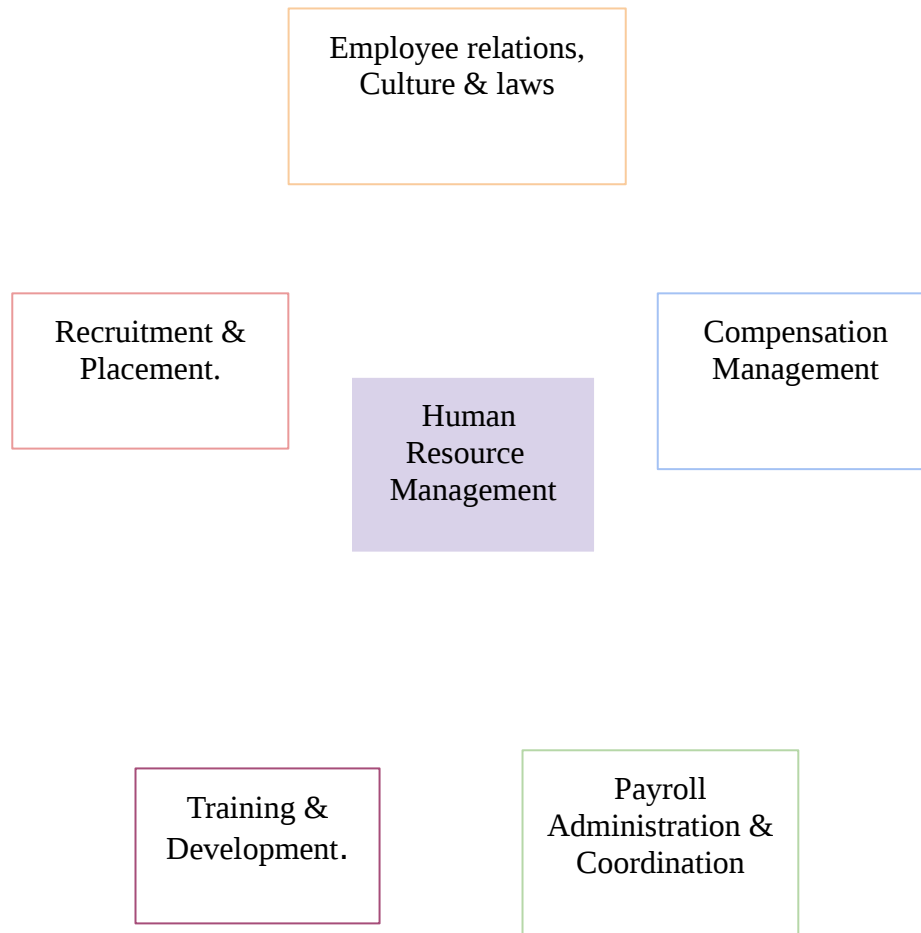 Employee relations,
Culture & laws
Recruitment &
Placement.
Compensation
Management
Human
Resource
Management
Training &
Development.
Payroll
Administration &
Coordination